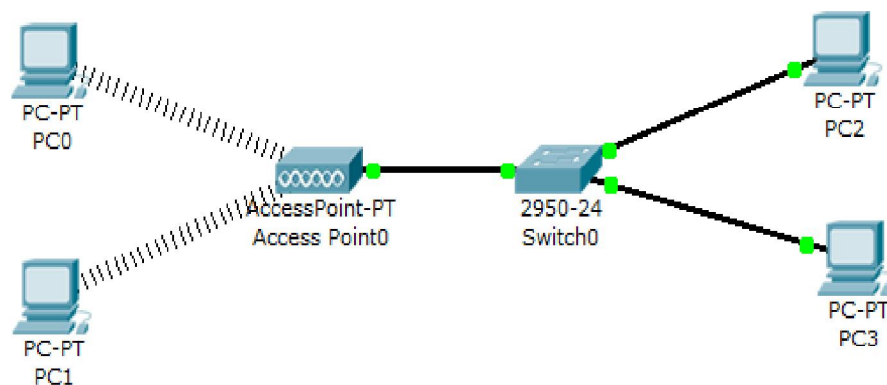 PC-PT
PC0
PC-PT
PC1
AccessPoint-PT
Access Point0
2950-24
Switch0
PC-PT
PC2
PC-PT
PC3